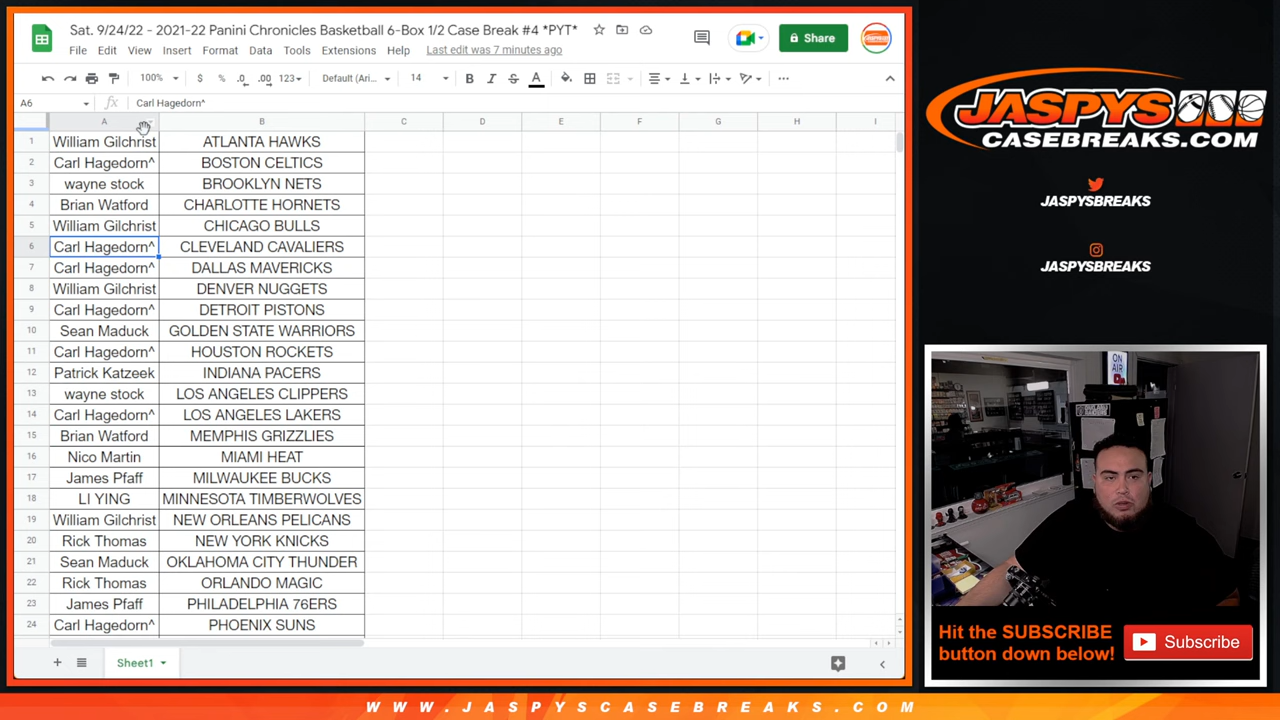 Sat. 9/24/22 - 2021-22 Panini Chronicles Basketball 6-Box 1/2 Case Break #4 *PYT*
File Edit View Insert Format Data Tools Extensions Help Last edit was 7 minutes ago
Share
100% $ % .0 .00 123 Default (Ari... 14 B I S A
A6 fx Carl Hagedorn^
A B C D E F G H I
1 William Gilchrist ATLANTA HAWKS
2 Carl Hagedorn^ BOSTON CELTICS
3 wayne stock BROOKLYN NETS
4 Brian Watford CHARLOTTE HORNETS
5 William Gilchrist CHICAGO BULLS
6 Carl Hagedorn^ CLEVELAND CAVALIERS
7 Carl Hagedorn^ DALLAS MAVERICKS
8 William Gilchrist DENVER NUGGETS
9 Carl Hagedorn^ DETROIT PISTONS
10 Sean Maduck GOLDEN STATE WARRIORS
11 Carl Hagedorn^ HOUSTON ROCKETS
12 Patrick Katzeek INDIANA PACERS
13 wayne stock LOS ANGELES CLIPPERS
14 Carl Hagedorn^ LOS ANGELES LAKERS
15 Brian Watford MEMPHIS GRIZZLIES
16 Nico Martin MIAMI HEAT
17 James Pfaff MILWAUKEE BUCKS
18 LI YING MINNESOTA TIMBERWOLVES
19 William Gilchrist NEW ORLEANS PELICANS
20 Rick Thomas NEW YORK KNICKS
21 Sean Maduck OKLAHOMA CITY THUNDER
22 Rick Thomas ORLANDO MAGIC
23 James Pfaff PHILADELPHIA 76ERS
24 Carl Hagedorn^ PHOENIX SUNS
Sheet1
JASPYS
CASEBREAKS.COM
JASPYSBREAKS
JASPYSBREAKS
ON AIR
Hit the SUBSCRIBE
button down below!
Subscribe
WWW.JASPYSCASEBREAKS.COM